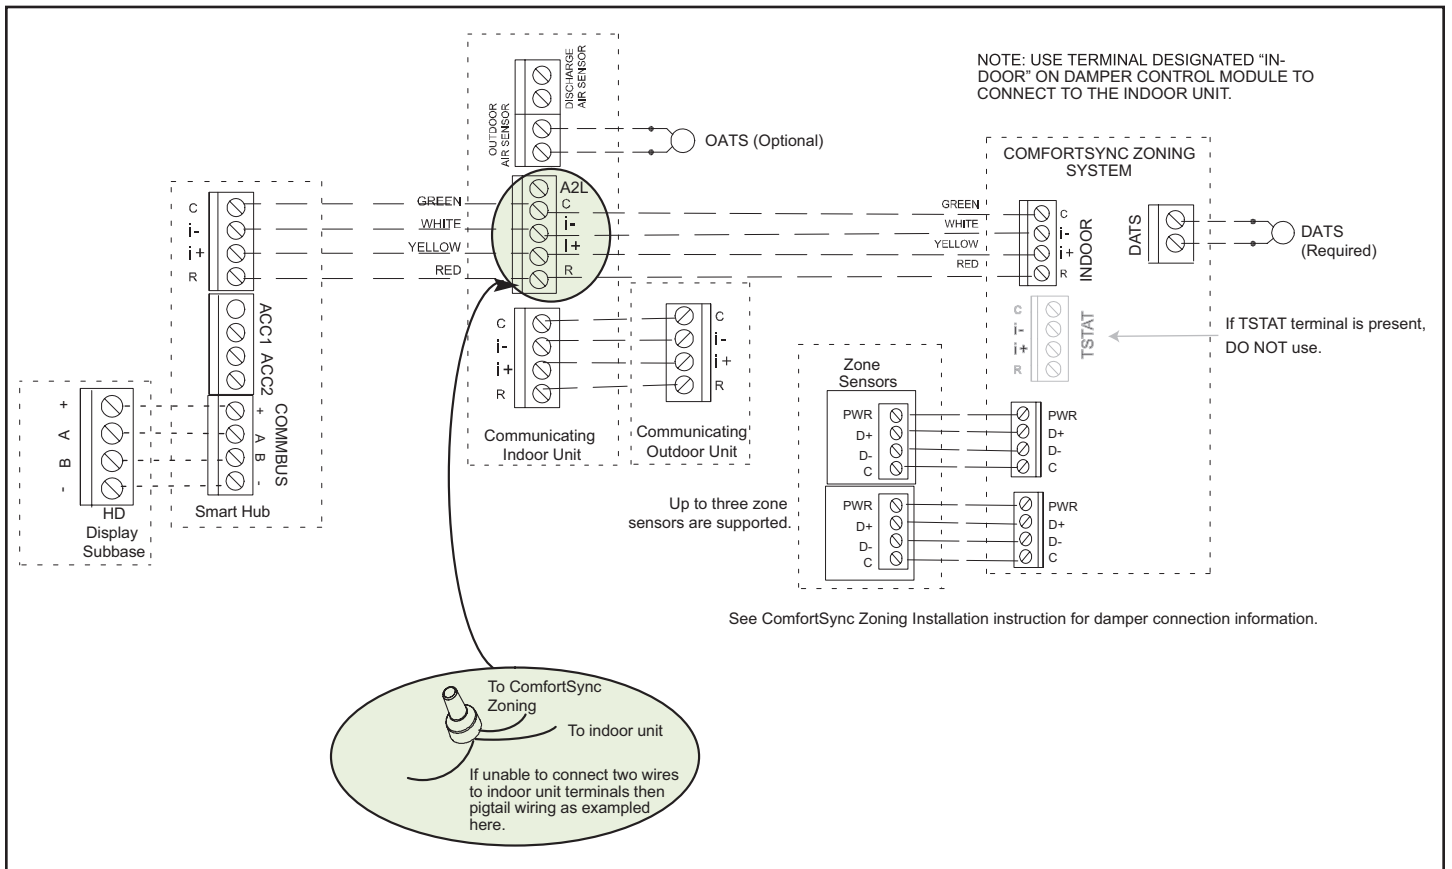 NOTE: USE TERMINAL DESIGNATED “IN-
DOOR” ON DAMPER CONTROL MODULE TO
CONNECT TO THE INDOOR UNIT.
DISCHARGE
AIR SENSOR
OUTDOOR
AIR SENSOR
OATS (Optional)
COMFORTSYNC ZONING
SYSTEM
A2L
C
i-
I+
R
C
i-
i+
R
GREEN
WHITE
YELLOW
RED
GREEN
WHITE
YELLOW
RED
C
i-
i+
R
INDOOR
DATS
DATS
(Required)
ACC1 ACC2
C
i-
i+
R
C
i-
i+
R
C
i-
i+
R
TSTAT
If TSTAT terminal is present,
DO NOT use.
Zone
Sensors
+
A
B
-
+
A
B
-
COMMBUS
Communicating
Indoor Unit
Communicating
Outdoor Unit
PWR
D+
D-
C
PWR
D+
D-
C
HD
Display
Subbase
Smart Hub
Up to three zone
sensors are supported.
PWR
D+
D-
C
PWR
D+
D-
C
See ComfortSync Zoning Installation instruction for damper connection information.
To ComfortSync
Zoning
To indoor unit
If unable to connect two wires
to indoor unit terminals then
pigtail wiring as exampled
here.